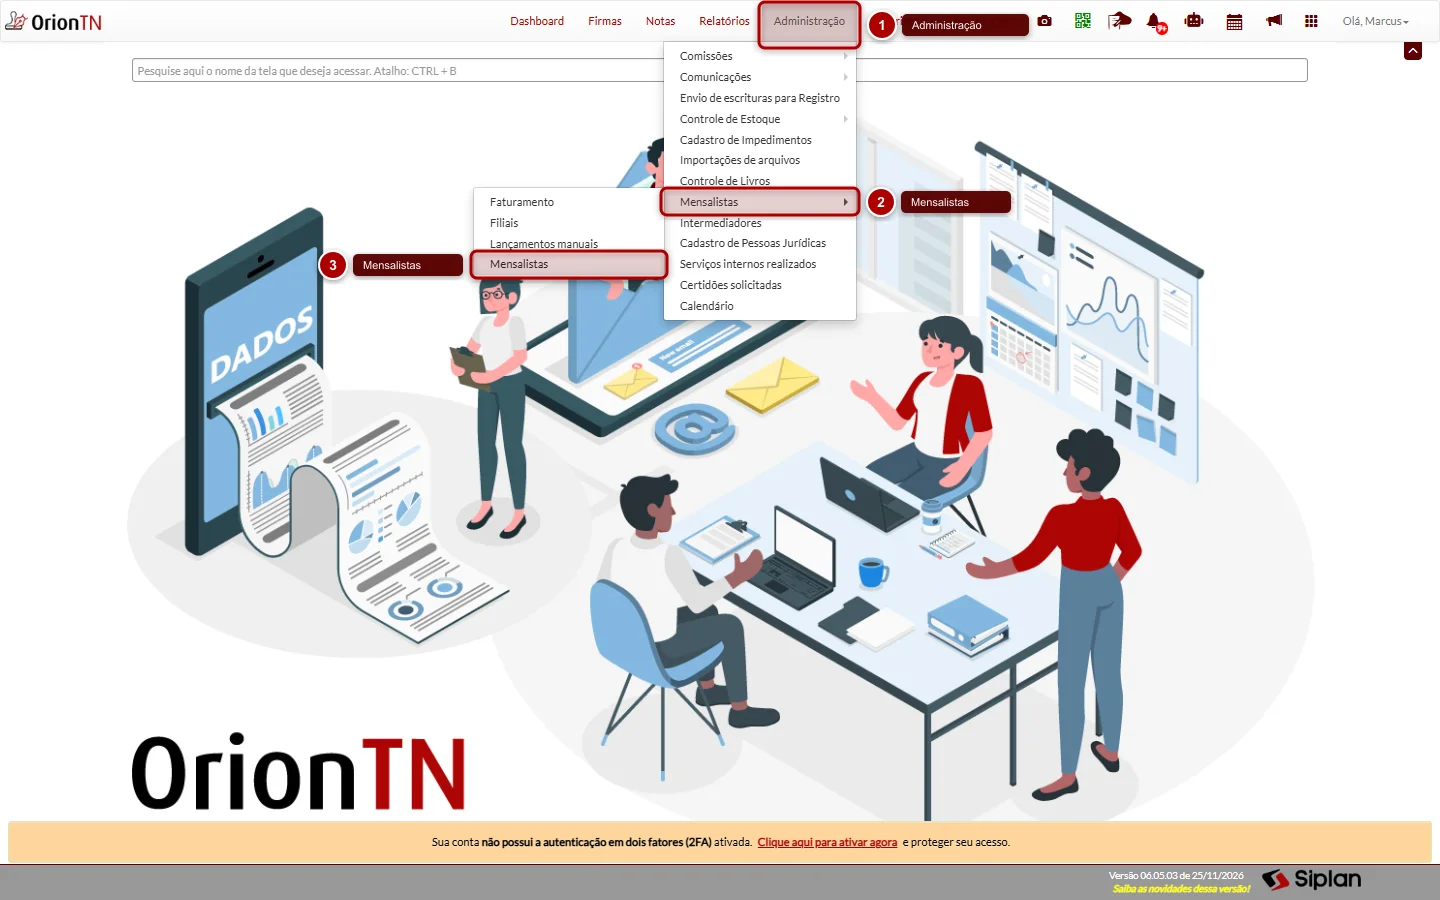 OrionTN
Dashboard
Firmas
Notas
Relatórios
Administração
1
Administração
9+
Olá, Marcus
Pesquise aqui o nome da tela que deseja acessar. Atalho: CTRL + B
Comissões
Comunicações
Envio de escrituras para Registro
Controle de Estoque
Cadastro de Impedimentos
Importações de arquivos
Controle de Livros
Mensalistas
2
Mensalistas
Intermediadores
Cadastro de Pessoas Jurídicas
Serviços internos realizados
Certidões solicitadas
Calendário
Faturamento
Filiais
Lançamentos manuais
Mensalistas
3
Mensalistas
DADOS
New email
@
OrionTN
Sua conta não possui a autenticação em dois fatores (2FA) ativada. Clique aqui para ativar agora e proteger seu acesso.
Versão 06.05.03 de 25/11/2026
Saiba as novidades dessa versão!
Siplan